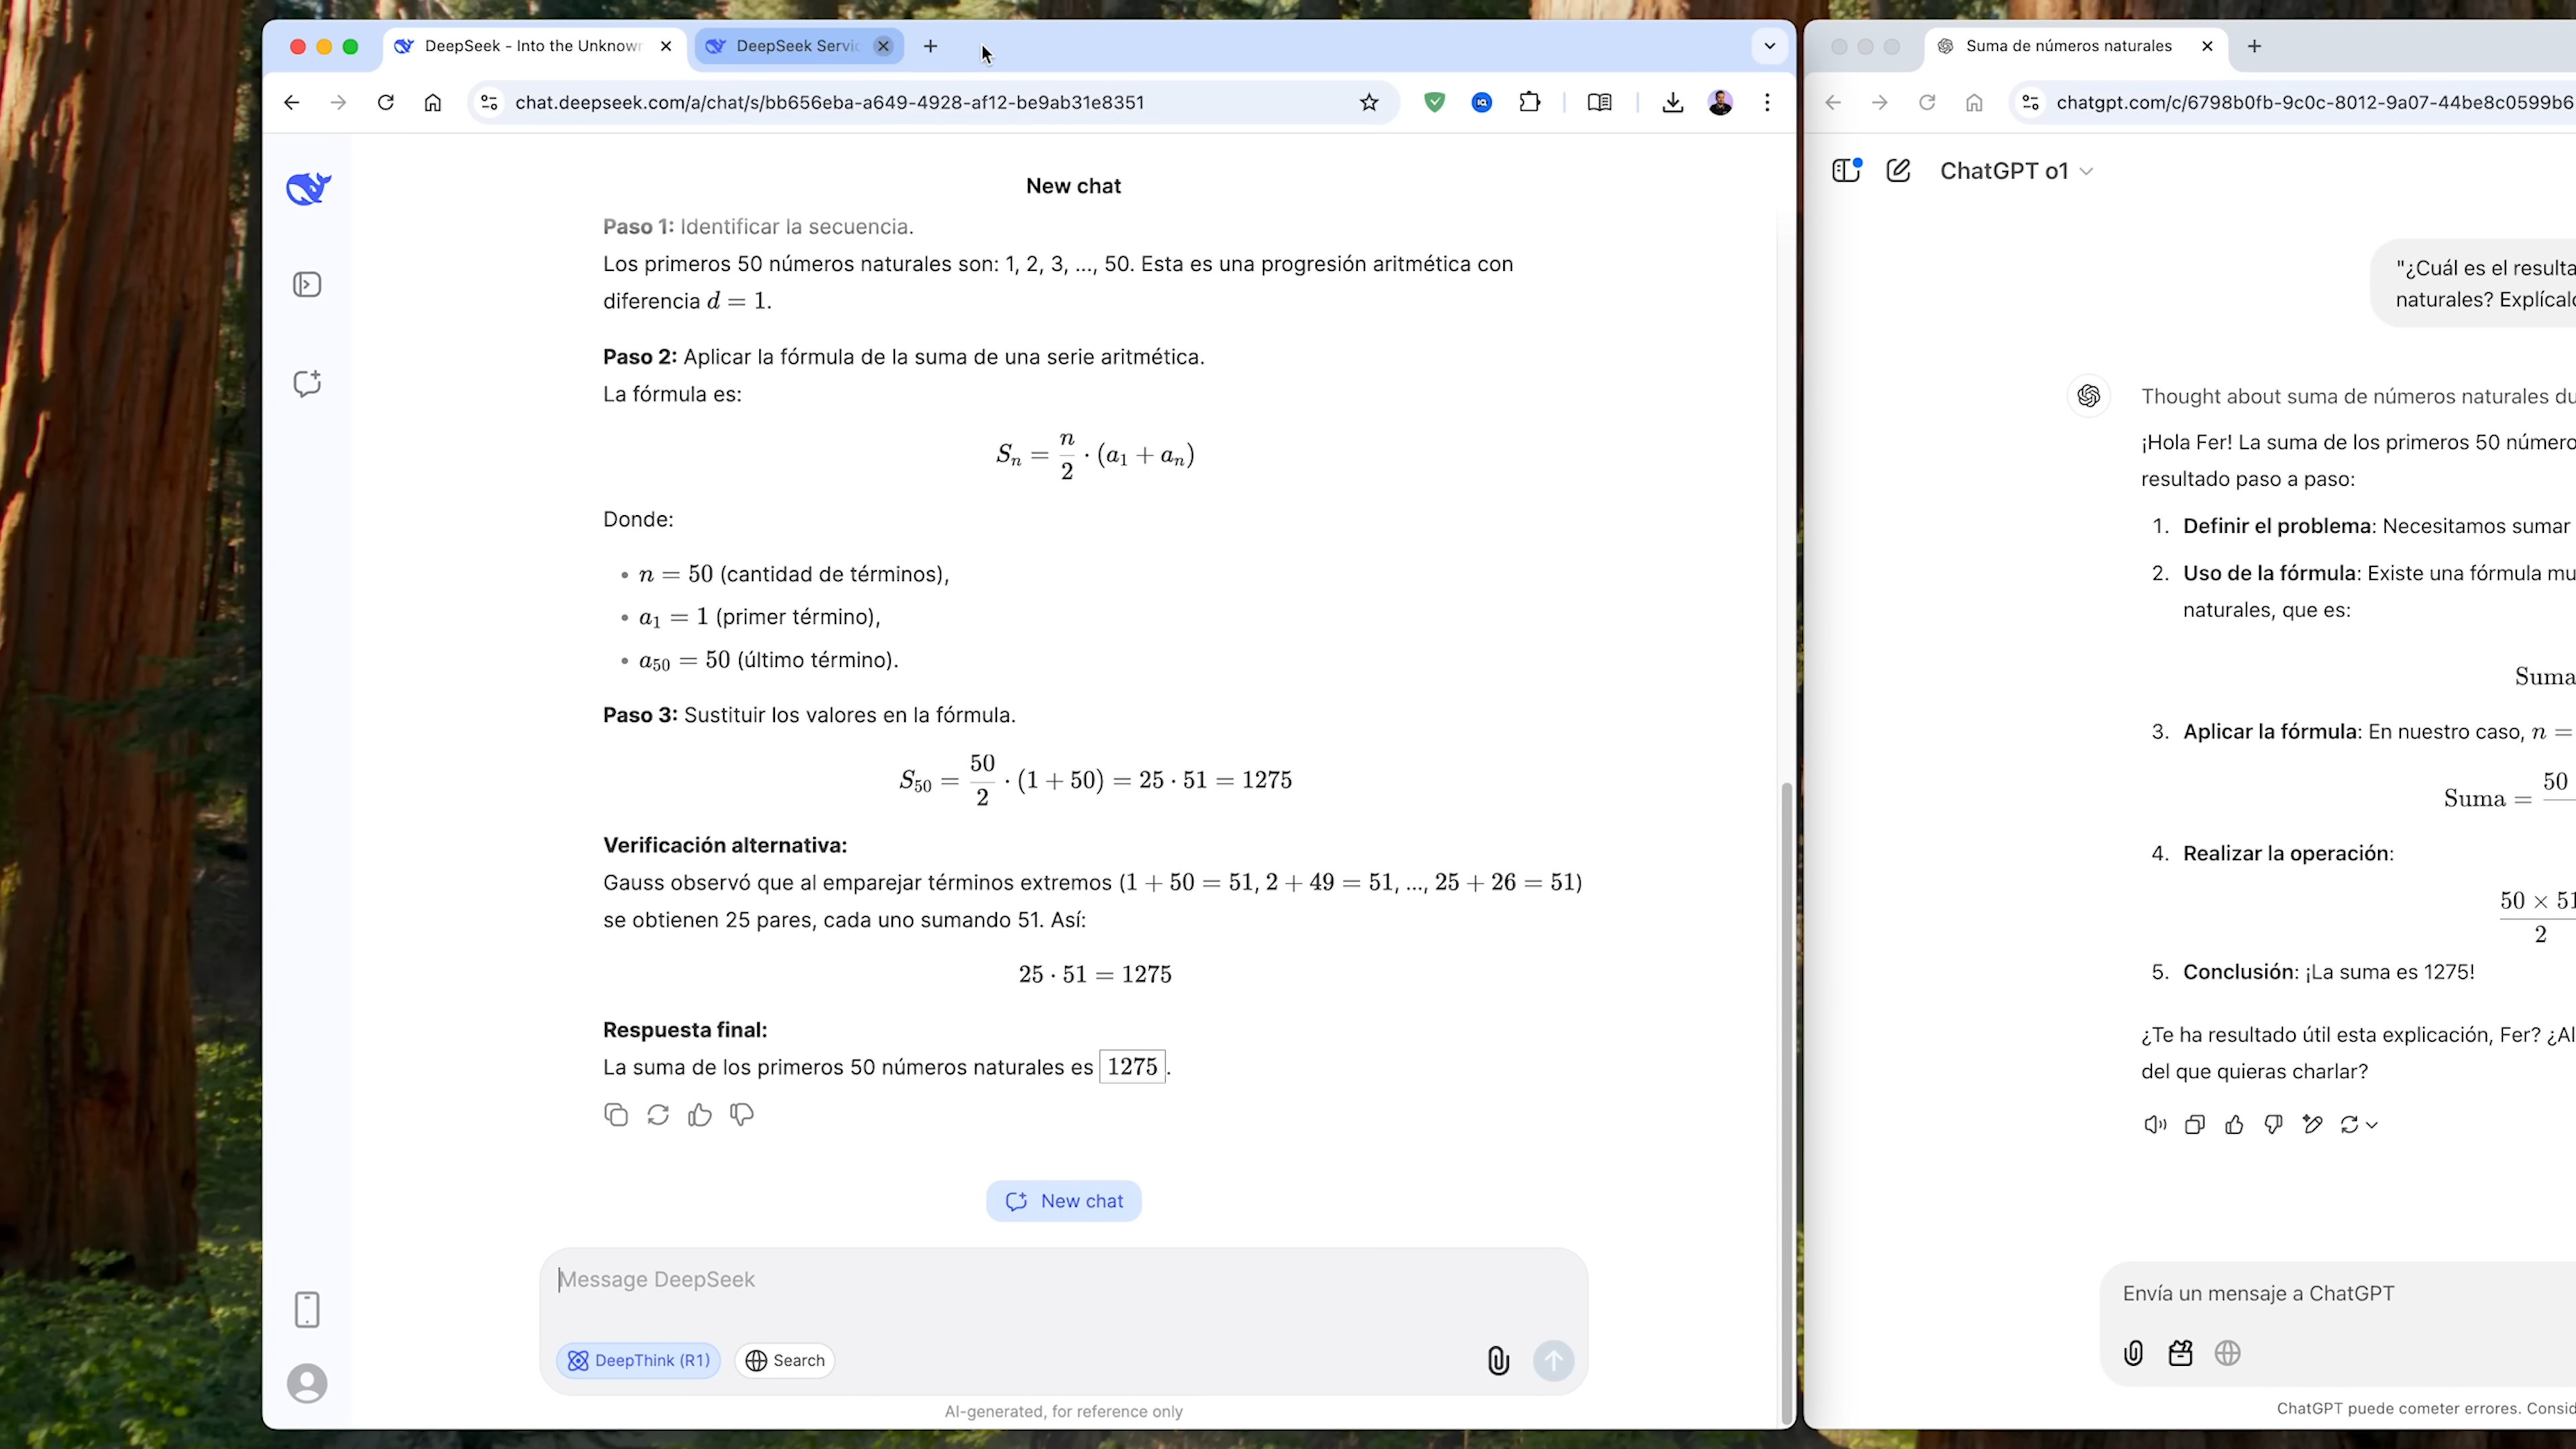 DeepSeek - Into the Unknown
DeepSeek Servic
chat.deepseek.com/a/chat/s/bb656eba-a649-4928-af12-be9ab31e8351
New chat
Paso 1: Identificar la secuencia.
Los primeros 50 números naturales son: 1, 2, 3, ..., 50. Esta es una progresión aritmética con
diferencia d = 1.
Paso 2: Aplicar la fórmula de la suma de una serie aritmética.
La fórmula es:
Sₙ = n/2 · (a₁ + aₙ)
Donde:
• n = 50 (cantidad de términos),
• a₁ = 1 (primer término),
• a₅₀ = 50 (último término).
Paso 3: Sustituir los valores en la fórmula.
S₅₀ = 50/2 · (1 + 50) = 25 · 51 = 1275
Verificación alternativa:
Gauss observó que al emparejar términos extremos (1 + 50 = 51, 2 + 49 = 51, ..., 25 + 26 = 51)
se obtienen 25 pares, cada uno sumando 51. Así:
25 · 51 = 1275
Respuesta final:
La suma de los primeros 50 números naturales es 1275.
New chat
Message DeepSeek
DeepThink (R1)
Search
AI-generated, for reference only
Suma de números naturales
chatgpt.com/c/6798b0fb-9c0c-8012-9a07-44be8c0599b6
ChatGPT o1
"¿Cuál es el resulta
naturales? Explícalo
Thought about suma de números naturales du
¡Hola Fer! La suma de los primeros 50 número
resultado paso a paso:
1. Definir el problema: Necesitamos sumar
2. Uso de la fórmula: Existe una fórmula mu
naturales, que es:
Suma
3. Aplicar la fórmula: En nuestro caso, n =
Suma = 50
4. Realizar la operación:
50 × 51
2
5. Conclusión: ¡La suma es 1275!
¿Te ha resultado útil esta explicación, Fer? ¿Al
del que quieras charlar?
Envía un mensaje a ChatGPT
ChatGPT puede cometer errores. Consid